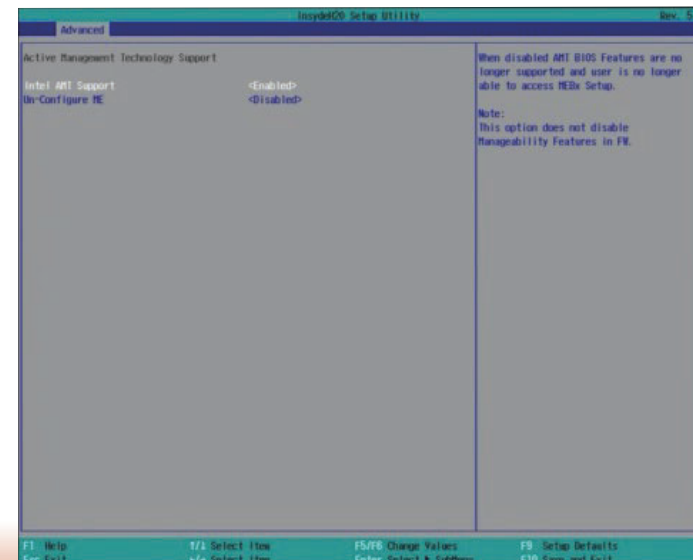 InsydeH20 Setup Utility Rev. 5
Advanced
Active Management Technology Support
Intel AMT Support <Enabled>
Un-Configure ME <Disabled>
When disabled AMT BIOS Features are no
longer supported and user is no longer
able to access MEBx Setup.
Note:
This option does not disable
Manageability Features in FW.
F1 Help ↑/↓ Select Item F5/F6 Change Values F9 Setup Defaults
Esc Exit Select Item Enter Select ▶ SubMenu F10 Save and Exit